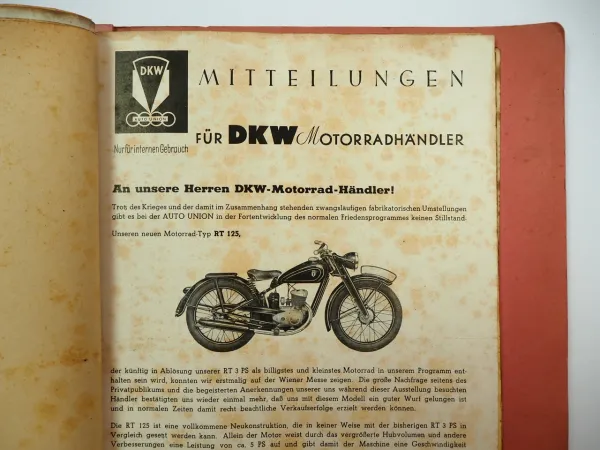 DKW
AUTO UNION
Nur für internen Gebrauch
MITTEILUNGEN
FÜR DKW MOTORRADHÄNDLER
An unsere Herren DKW-Motorrad-Händler!
Trotz des Krieges und der damit im Zusammenhang stehenden zwangsläufigen fabrikatorischen Umstellungen
gibt es bei der AUTO UNION in der Fortentwicklung des normalen Friedensprogrammes keinen Stillstand.
Unseren neuen Motorrad-Typ RT 125,
der künftig in Ablösung unserer RT 3 PS als billigstes und kleinstes Motorrad in unserem Programm ent-
halten sein wird, konnten wir erstmalig auf der Wiener Messe zeigen. Die große Nachfrage seitens des
Privatpublikums und die begeisterten Anerkennungen unserer uns während dieser Ausstellung besuchten
Händler bestätigten uns wieder einmal mehr, daß uns mit diesem Modell ein guter Wurf gelungen ist
und in normalen Zeiten damit recht beachtliche Verkaufserfolge erzielt werden können.
Die RT 125 ist eine vollkommene Neukonstruktion, die in keiner Weise mit der bisherigen RT 3 PS in
Vergleich gesetzt werden kann. Allein der Motor weist durch das vergrößerte Hubvolumen und andere
Verbesserungen eine Leistung von ca. 5 PS auf und gibt damit der Maschine eine Geschwindigkeit